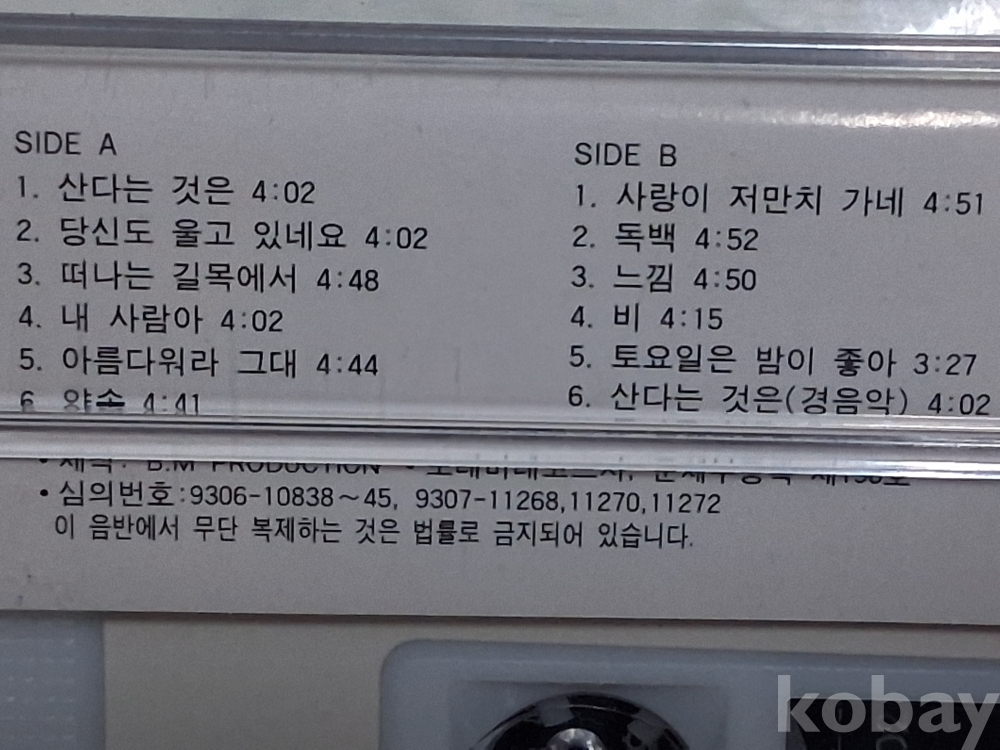 SIDE A
1. 산다는 것은 4:02
2. 당신도 울고 있네요 4:02
3. 떠나는 길목에서 4:48
4. 내 사람아 4:02
5. 아름다워라 그대 4:44
6. 약속 4:41
SIDE B
1. 사랑이 저만치 가네 4:51
2. 독백 4:52
3. 느낌 4:50
4. 비 4:15
5. 토요일은 밤이 좋아 3:27
6. 산다는 것은(경음악) 4:02
B.M PRODUCTION
• 심의번호:9306-10838~45, 9307-11268,11270,11272
이 음반에서 무단 복제하는 것은 법률로 금지되어 있습니다.
kobay